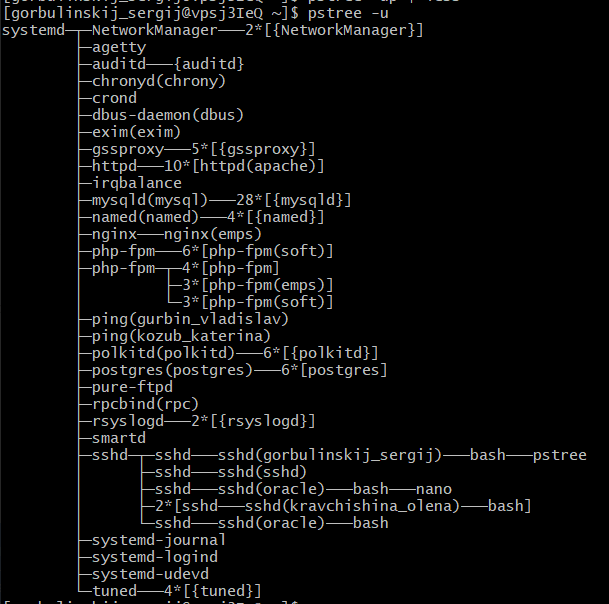 [gorbulinskij_sergij@vpsj3IeQ ~]$ pstree -u
systemd─┬─NetworkManager───2*[{NetworkManager}]
        ├─agetty
        ├─auditd───{auditd}
        ├─chronyd(chrony)
        ├─crond
        ├─dbus-daemon(dbus)
        ├─exim(exim)
        ├─gssproxy───5*[{gssproxy}]
        ├─httpd───10*[httpd(apache)]
        ├─irqbalance
        ├─mysqld(mysql)───28*[{mysqld}]
        ├─named(named)───4*[{named}]
        ├─nginx───nginx(emps)
        ├─php-fpm───6*[php-fpm(soft)]
        ├─php-fpm─┬─4*[php-fpm]
        │         ├─3*[php-fpm(emps)]
        │         └─3*[php-fpm(soft)]
        ├─ping(gurbin_vladislav)
        ├─ping(kozub_katerina)
        ├─polkitd(polkitd)───6*[{polkitd}]
        ├─postgres(postgres)───6*[postgres]
        ├─pure-ftpd
        ├─rpcbind(rpc)
        ├─rsyslogd───2*[{rsyslogd}]
        ├─smartd
        ├─sshd─┬─sshd───sshd(gorbulinskij_sergij)───bash───pstree
        │      ├─sshd───sshd(sshd)
        │      ├─sshd───sshd(oracle)───bash───nano
        │      ├─2*[sshd───sshd(kravchishina_olena)───bash]
        │      └─sshd───sshd(oracle)───bash
        ├─systemd-journal
        ├─systemd-logind
        ├─systemd-udevd
        └─tuned───4*[{tuned}]